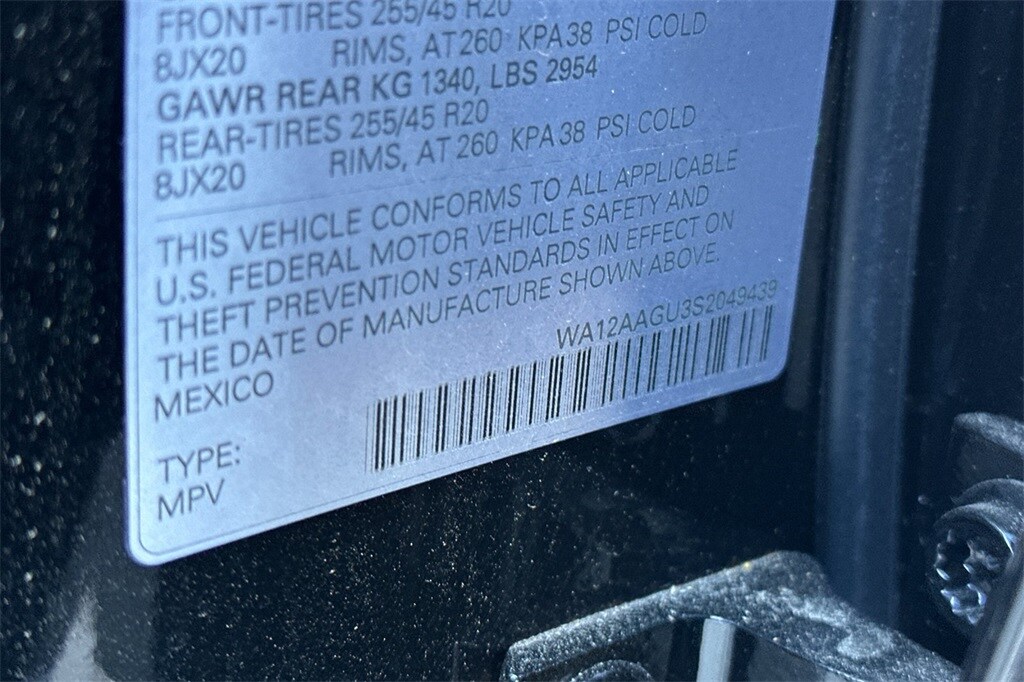 FRONT-TIRES 255/45 R20
8JX20 RIMS, AT 260 KPA 38 PSI COLD
GAWR REAR KG 1340, LBS 2954
REAR-TIRES 255/45 R20
8JX20 RIMS, AT 260 KPA 38 PSI COLD
THIS VEHICLE CONFORMS TO ALL APPLICABLE
U.S. FEDERAL MOTOR VEHICLE SAFETY AND
THEFT PREVENTION STANDARDS IN EFFECT ON
THE DATE OF MANUFACTURE SHOWN ABOVE.
MEXICO
WA12AAGU3S2049439
TYPE:
MPV